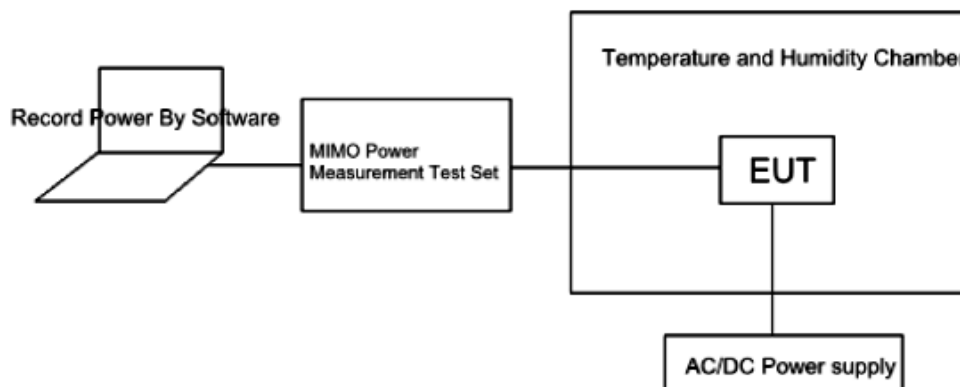 Temperature and Humidity Chamber
Record Power By Software
MIMO Power
Measurement Test Set
EUT
AC/DC Power supply